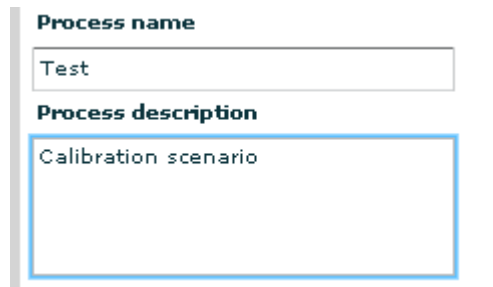 Process name
Test
Process description
Calibration scenario